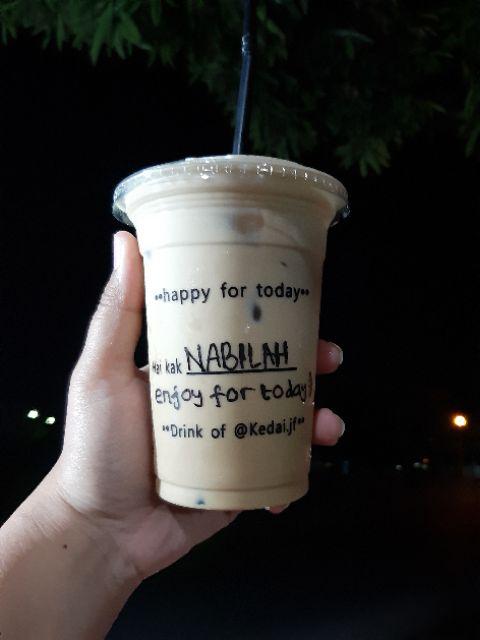 ••happy for today••
Hai kak NABILAH
enjoy for today!
"Drink of @Kedai.jf"